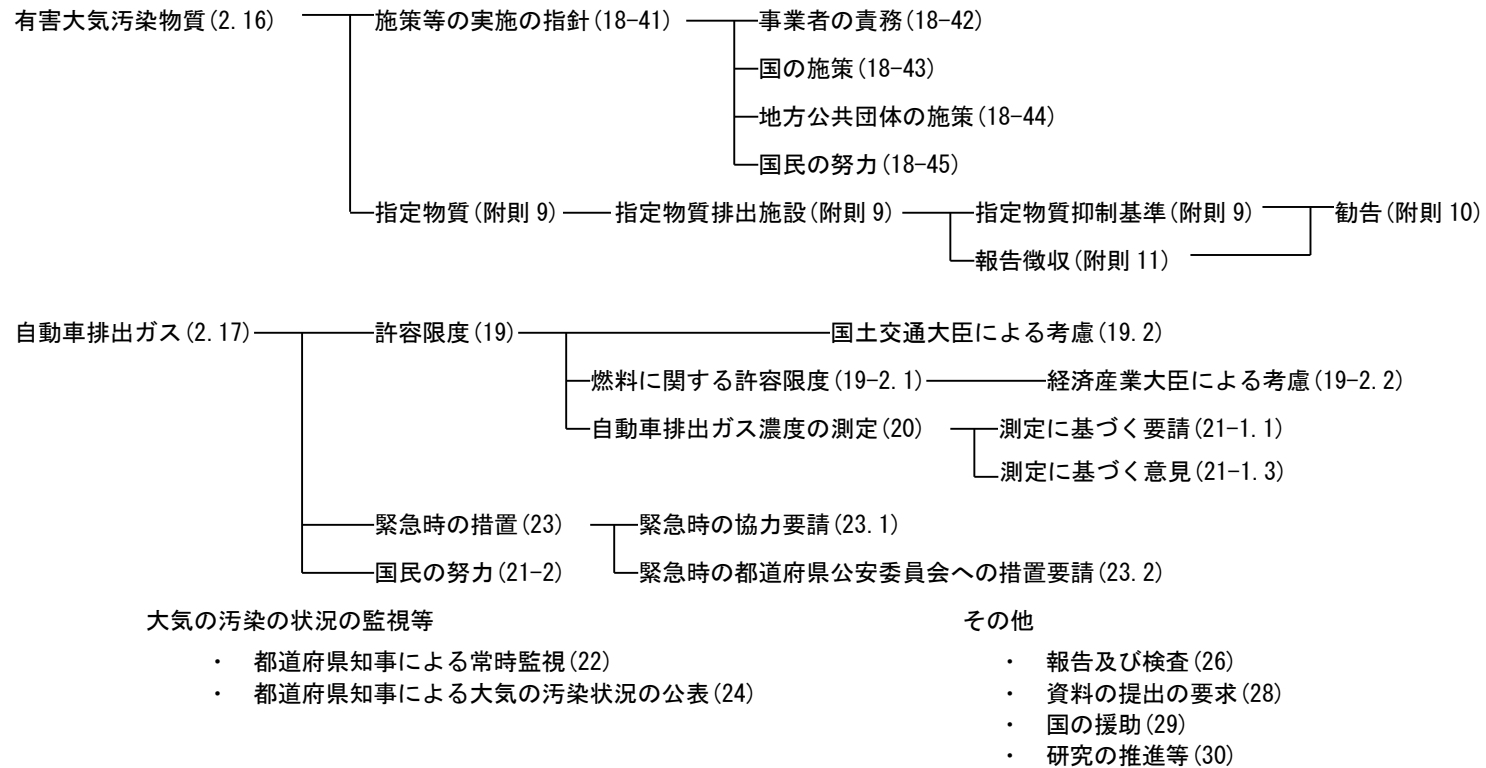 有害大気汚染物質(2.16) 施策等の実施の指針(18-41) 事業者の責務(18-42)
国の施策(18-43)
地方公共団体の施策(18-44)
国民の努力(18-45)
指定物質(附則 9) 指定物質排出施設(附則 9) 指定物質抑制基準(附則 9) 勧告(附則 10)
報告徴収(附則 11)
自動車排出ガス(2.17) 許容限度(19) 国土交通大臣による考慮(19.2)
燃料に関する許容限度(19-2.1) 経済産業大臣による考慮(19-2.2)
自動車排出ガス濃度の測定(20) 測定に基づく要請(21-1.1)
測定に基づく意見(21-1.3)
緊急時の措置(23) 緊急時の協力要請(23.1)
国民の努力(21-2) 緊急時の都道府県公安委員会への措置要請(23.2)
大気の汚染の状況の監視等 その他
・ 都道府県知事による常時監視(22) ・ 報告及び検査(26)
・ 都道府県知事による大気の汚染状況の公表(24) ・ 資料の提出の要求(28)
・ 国の援助(29)
・ 研究の推進等(30)